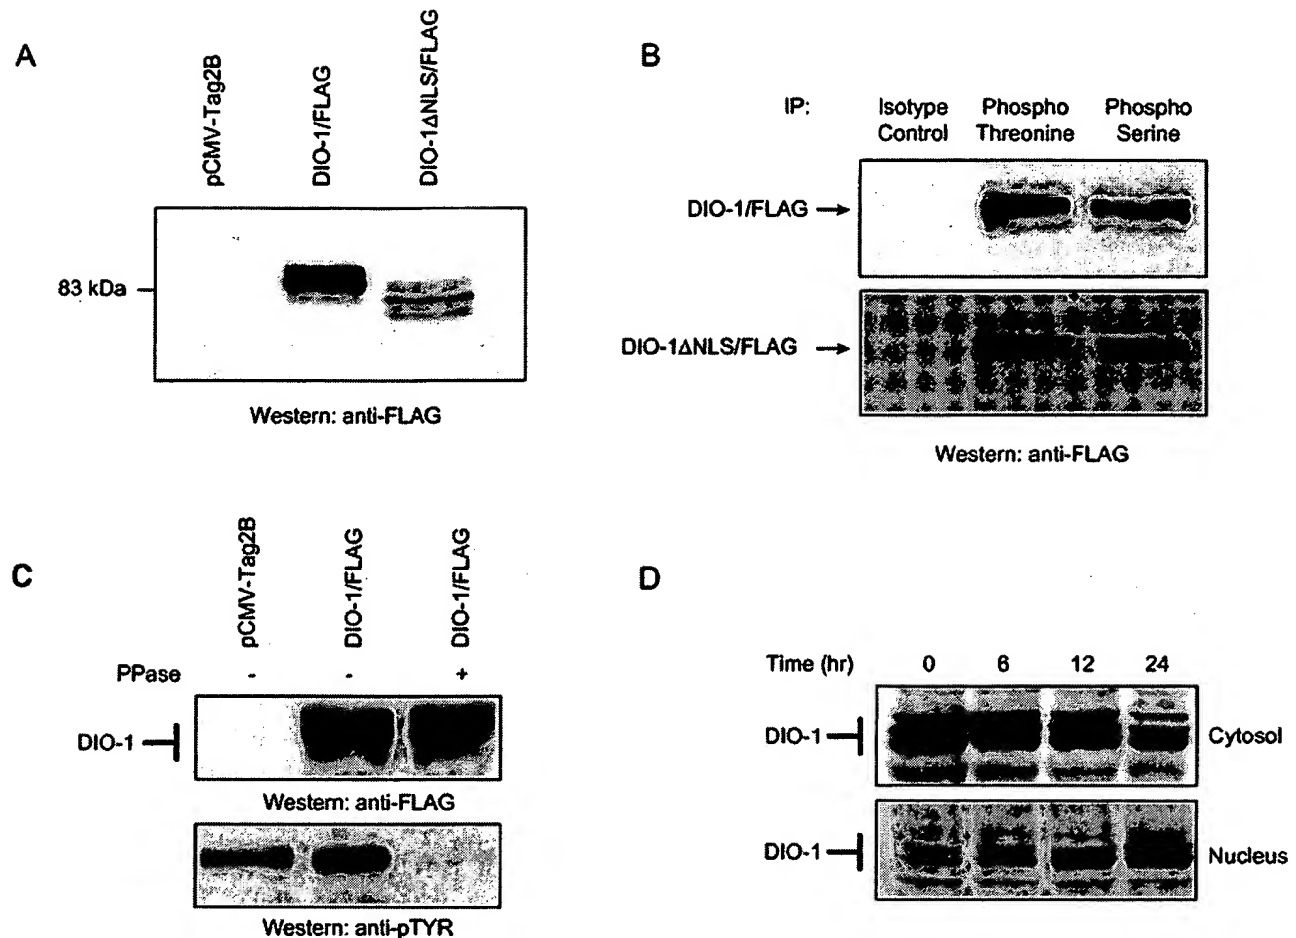 A
pCMV-Tag2B
DIO-1/FLAG
DIO-1ΔNLS/FLAG
83 kDa
Western: anti-FLAG
B
IP:
Isotype Control
Phospho Threonine
Phospho Serine
DIO-1/FLAG
DIO-1ΔNLS/FLAG
Western: anti-FLAG
C
pCMV-Tag2B
DIO-1/FLAG
DIO-1/FLAG
PPase - - +
DIO-1
Western: anti-FLAG
Western: anti-pTYR
D
Time (hr) 0 6 12 24
DIO-1 Cytosol
DIO-1 Nucleus